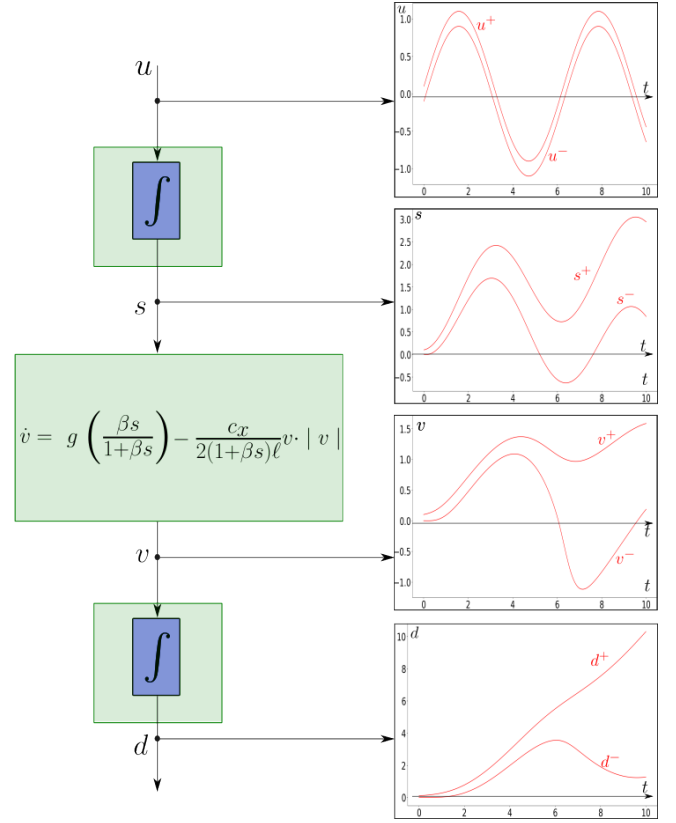 u
∫
s
v̇ = g (βs/(1+βs)) − cₓ/(2(1+βs)ℓ) v· | v |
v
∫
d
u
1.0
0.5
0.0
−0.5
−1.0
u⁺
u⁻
t
0 2 4 6 8 10
s
3.0
2.5
2.0
1.5
1.0
0.5
0.0
−0.5
s⁺
s⁻
t
t
0 2 4 6 8 10
v
1.5
1.0
0.5
0.0
−0.5
−1.0
v⁺
v⁻
t
t
0 2 4 6 8 10
d
10
8
6
4
2
0
d⁺
d⁻
t
0 2 4 6 8 10